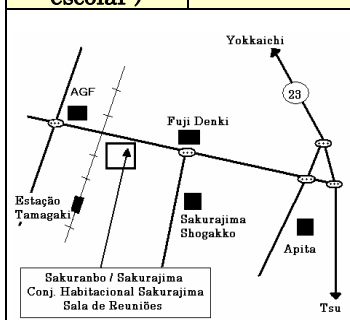 escolar )
Yokkaichi
23
AGF
Fuji Denki
Estação
Tamagaki
Sakurajima
Shogakko
Apita
Sakuranbo / Sakurajima
Conj. Habitacional Sakurajima
Sala de Reuniões
Tsu